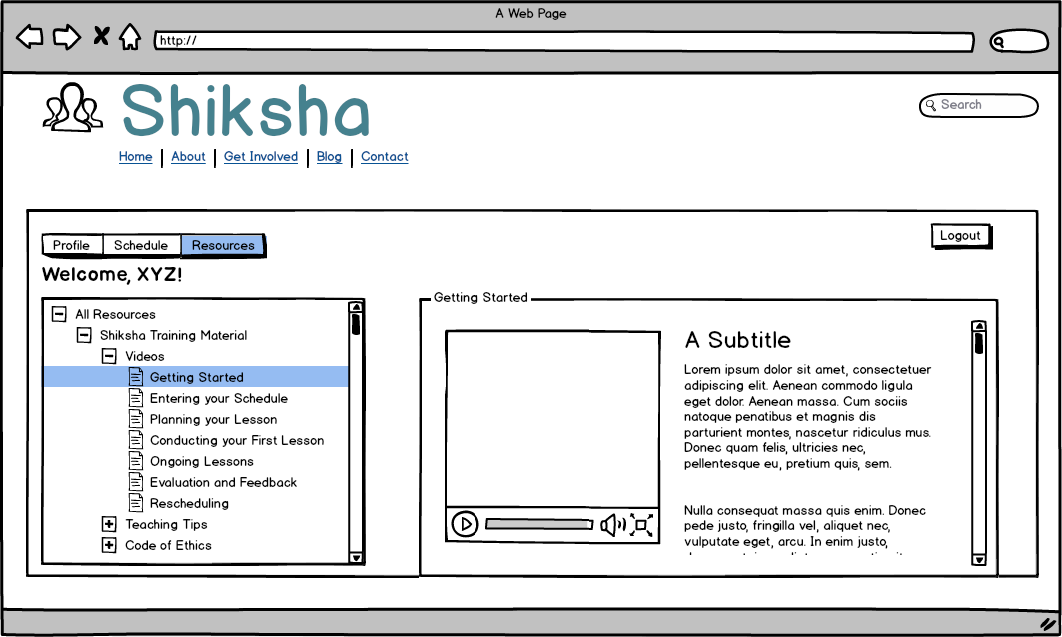 A Web Page
http://
Shiksha
Search
Home | About | Get Involved | Blog | Contact
Profile Schedule Resources
Logout
Welcome, XYZ!
All Resources
Shiksha Training Material
Videos
Getting Started
Entering your Schedule
Planning your Lesson
Conducting your First Lesson
Ongoing Lessons
Evaluation and Feedback
Rescheduling
Teaching Tips
Code of Ethics
Getting Started
A Subtitle
Lorem ipsum dolor sit amet, consectetuer
adipiscing elit. Aenean commodo ligula
eget dolor. Aenean massa. Cum sociis
natoque penatibus et magnis dis
parturient montes, nascetur ridiculus mus.
Donec quam felis, ultricies nec,
pellentesque eu, pretium quis, sem.
Nulla consequat massa quis enim. Donec
pede justo, fringilla vel, aliquet nec,
vulputate eget, arcu. In enim justo,